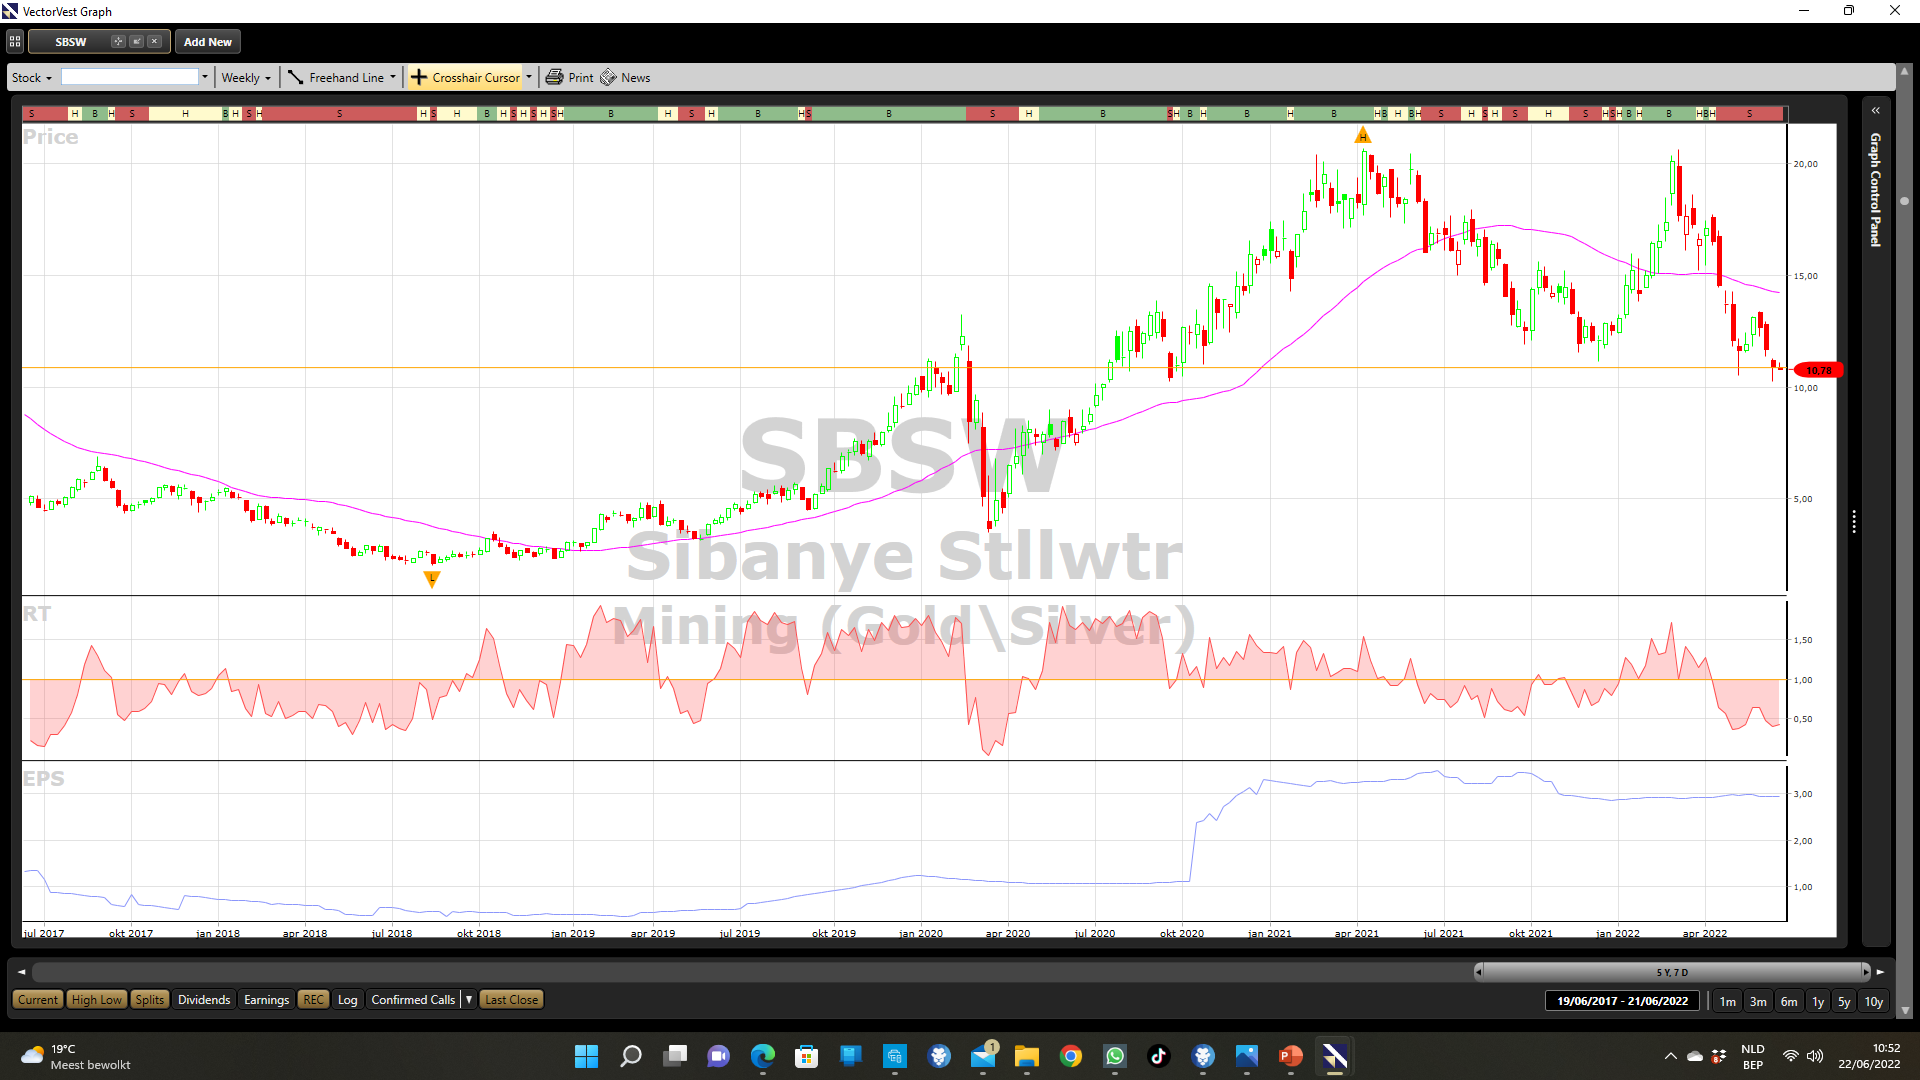 VectorVest Graph
SBSW Add New
Stock Weekly Freehand Line Crosshair Cursor Print News
S H B H S H B H S H S H S H B H S H S H S H B H S H B H S B S H B S H B H B H B H B H B H S H S H S H S H S H B H B H B H S
Price
H
20,00
15,00
10,78
10,00
5,00
SBSW
Sibanye Stllwtr
Mining (Gold\Silver)
L
RT
1,50
1,00
0,50
EPS
3,00
2,00
1,00
jul 2017 okt 2017 jan 2018 apr 2018 jul 2018 okt 2018 jan 2019 apr 2019 jul 2019 okt 2019 jan 2020 apr 2020 jul 2020 okt 2020 jan 2021 apr 2021 jul 2021 okt 2021 jan 2022 apr 2022
Graph Control Panel
5 Y, 7 D
Current High Low Splits Dividends Earnings REC Log Confirmed Calls Last Close 19/06/2017 - 21/06/2022 1m 3m 6m 1y 5y 10y
19°C
Meest bewolkt
1
NLD
BEP
10:52
22/06/2022